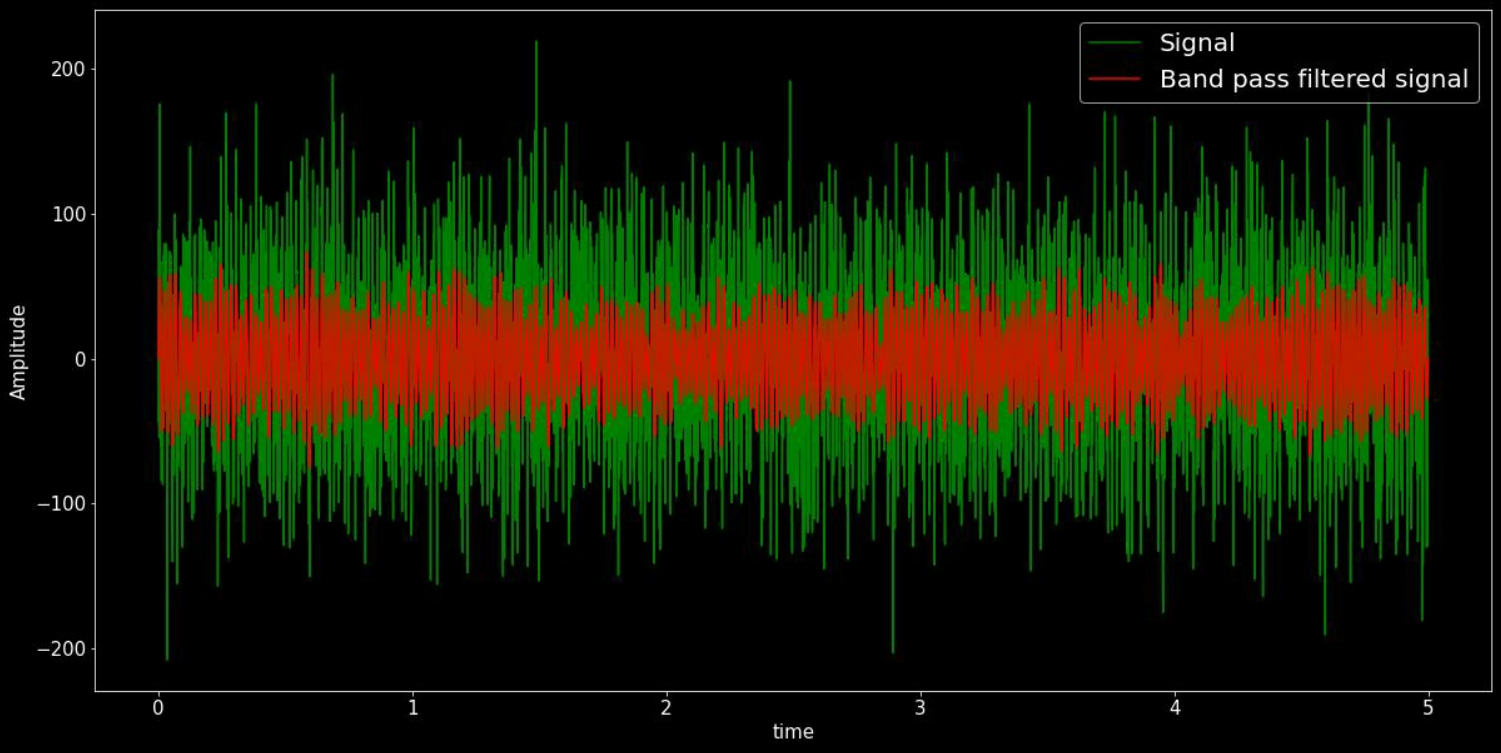 Signal
Band pass filtered signal
200
100
0
−100
−200
Amplitude
0 1 2 3 4 5
time